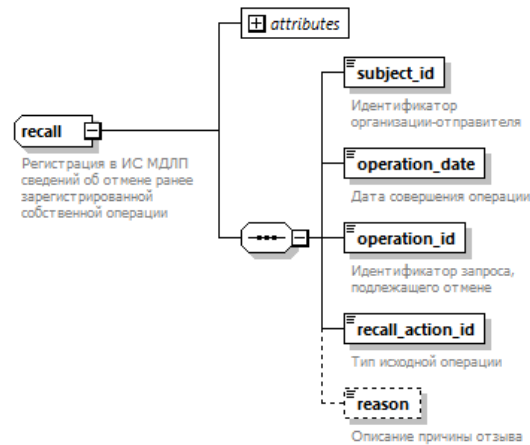 attributes
subject_id
Идентификатор
организации-отправителя
recall
Регистрация в ИС МДЛП
сведений об отмене ранее
зарегистрированной
собственной операции
operation_date
Дата совершения операции
operation_id
Идентификатор запроса,
подлежащего отмене
recall_action_id
Тип исходной операции
reason
Описание причины отзыва